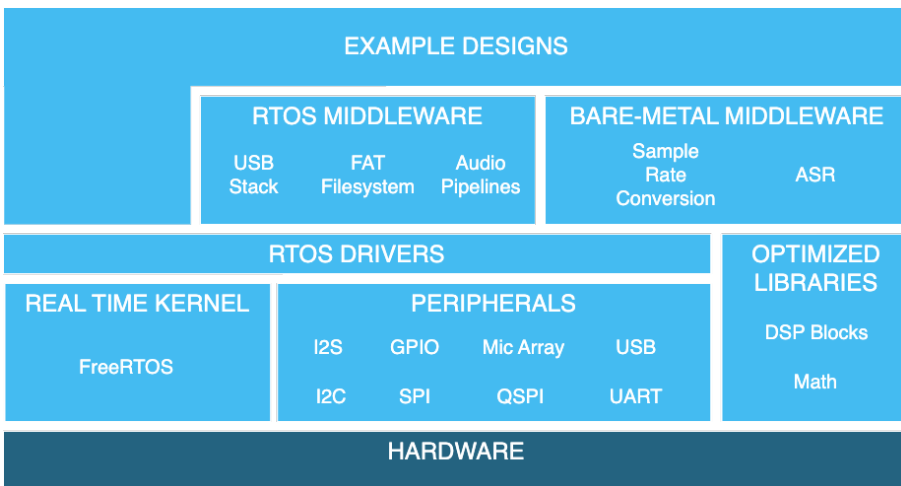 EXAMPLE DESIGNS
RTOS MIDDLEWARE
USB
Stack
FAT
Filesystem
Audio
Pipelines
BARE-METAL MIDDLEWARE
Sample
Rate
Conversion
ASR
RTOS DRIVERS
OPTIMIZED
LIBRARIES
DSP Blocks
Math
REAL TIME KERNEL
FreeRTOS
PERIPHERALS
I2S GPIO Mic Array USB
I2C SPI QSPI UART
HARDWARE